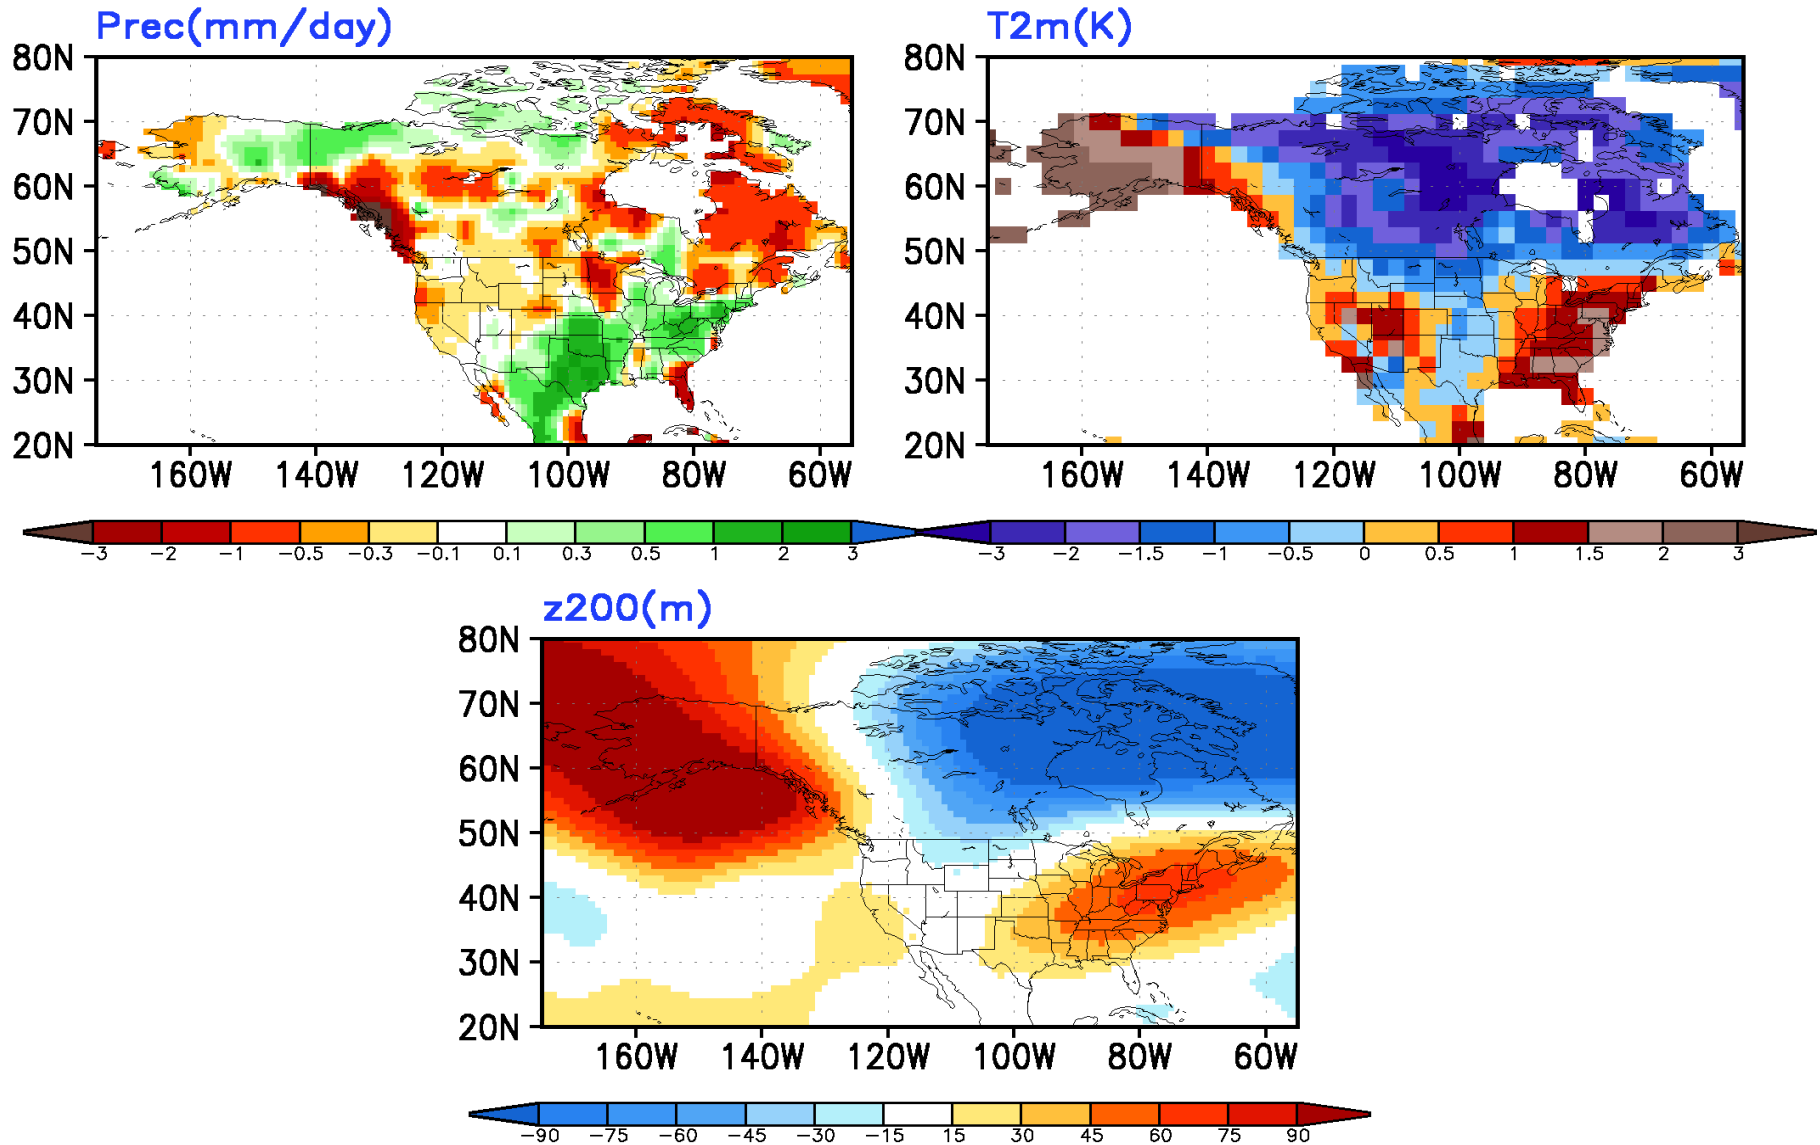 Prec(mm/day)
80N
70N
60N
50N
40N
30N
20N
160W 140W 120W 100W 80W 60W
-3 -2 -1 -0.5 -0.3 -0.1 0.1 0.3 0.5 1 2 3
T2m(K)
80N
70N
60N
50N
40N
30N
20N
160W 140W 120W 100W 80W 60W
-3 -2 -1.5 -1 -0.5 0 0.5 1 1.5 2 3
z200(m)
80N
70N
60N
50N
40N
30N
20N
160W 140W 120W 100W 80W 60W
-90 -75 -60 -45 -30 -15 15 30 45 60 75 90